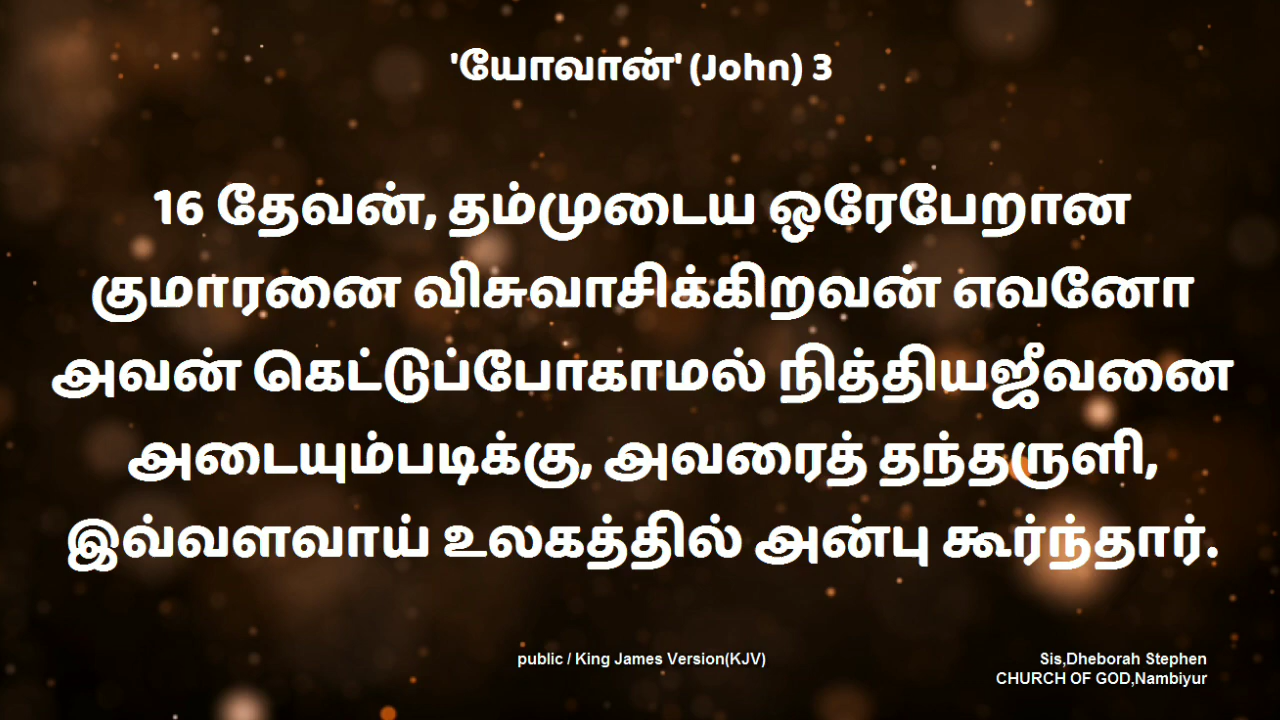 'யோவான்' (John) 3
16 தேவன், தம்முடைய ஒரேபேறான
குமாரனை விசுவாசிக்கிறவன் எவனோ
அவன் கெட்டுப்போகாமல் நித்தியஜீவனை
அடையும்படிக்கு, அவரைத் தந்தருளி,
இவ்வளவாய் உலகத்தில் அன்பு கூர்ந்தார்.
public / King James Version(KJV)
Sis,Dheborah Stephen
CHURCH OF GOD,Nambiyur